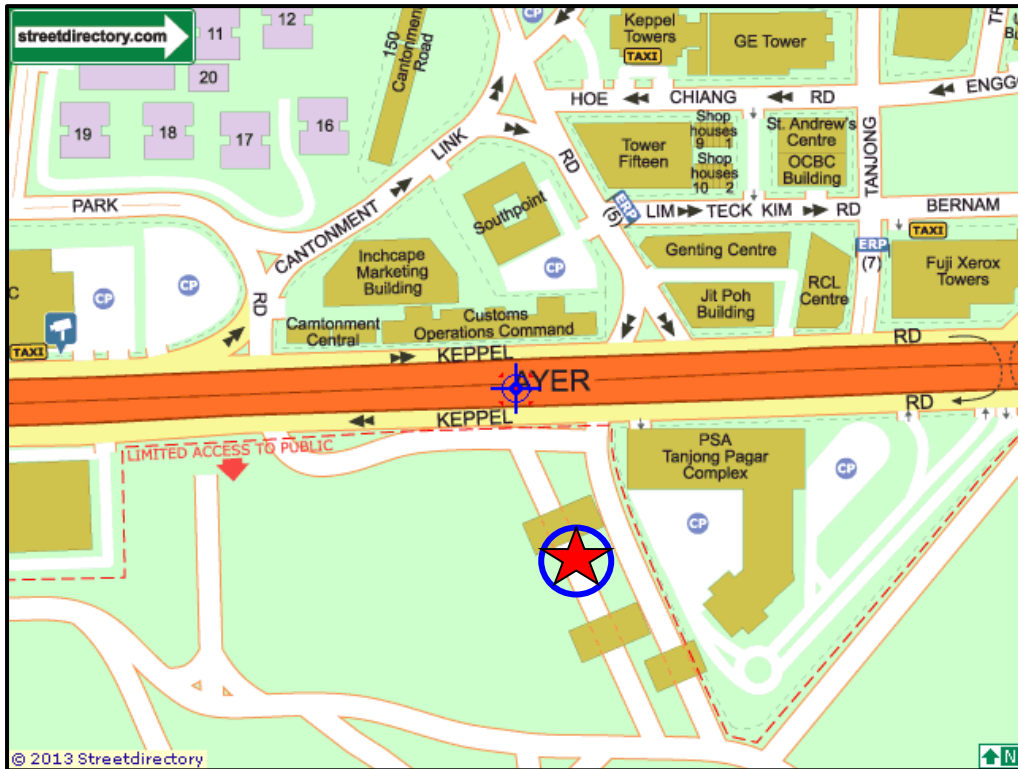 streetdirectory.com
11
12
20
19
18
17
16
150
Cantonment
Road
CP
Keppel
Towers
TAXI
GE Tower
HOE CHIANG RD
ENGG
Shop
houses
9 1
Tower
Fifteen
Shop
houses
10 2
St. Andrew's
Centre
OCBC
Building
TANJONG
LINK
RD
PARK
CANTONMENT
Southpoint
ERP
(5)
LIM TECK KIM RD
BERNAM
TAXI
ERP
(7)
Genting Centre
Fuji Xerox
Towers
RCL
Centre
Jit Poh
Building
Inchcape
Marketing
Building
CP
CP
CP
C
RD
TAXI
Camtonment
Central
Customs
Operations Command
KEPPEL
RD
AYER
KEPPEL
RD
LIMITED ACCESS TO PUBLIC
PSA
Tanjong Pagar
Complex
CP
CP
© 2013 Streetdirectory
N